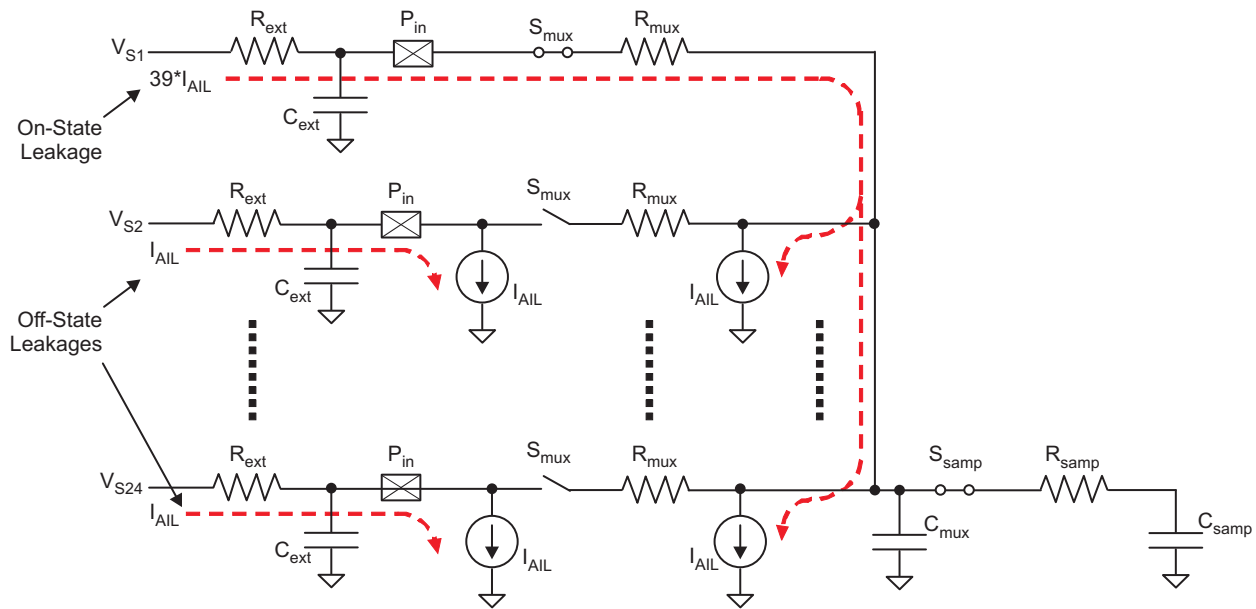 R_ext P_in S_mux R_mux
V_S1
39*I_AIL
C_ext
On-State
Leakage
R_ext P_in S_mux R_mux
V_S2
I_AIL
C_ext I_AIL I_AIL
Off-State
Leakages
R_ext P_in S_mux R_mux S_samp R_samp
V_S24
I_AIL
C_ext I_AIL I_AIL C_mux C_samp